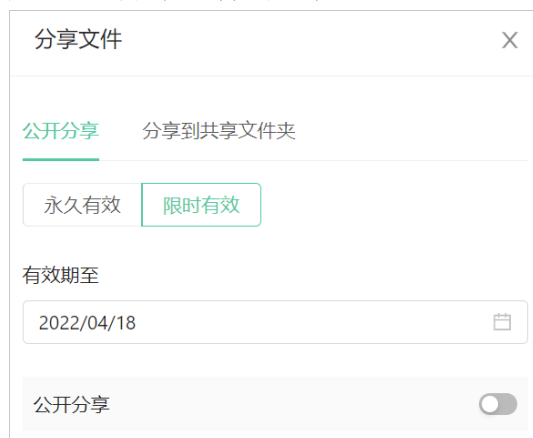 分享文件
公开分享 分享到共享文件夹
永久有效 限时有效
有效期至
2022/04/18
公开分享